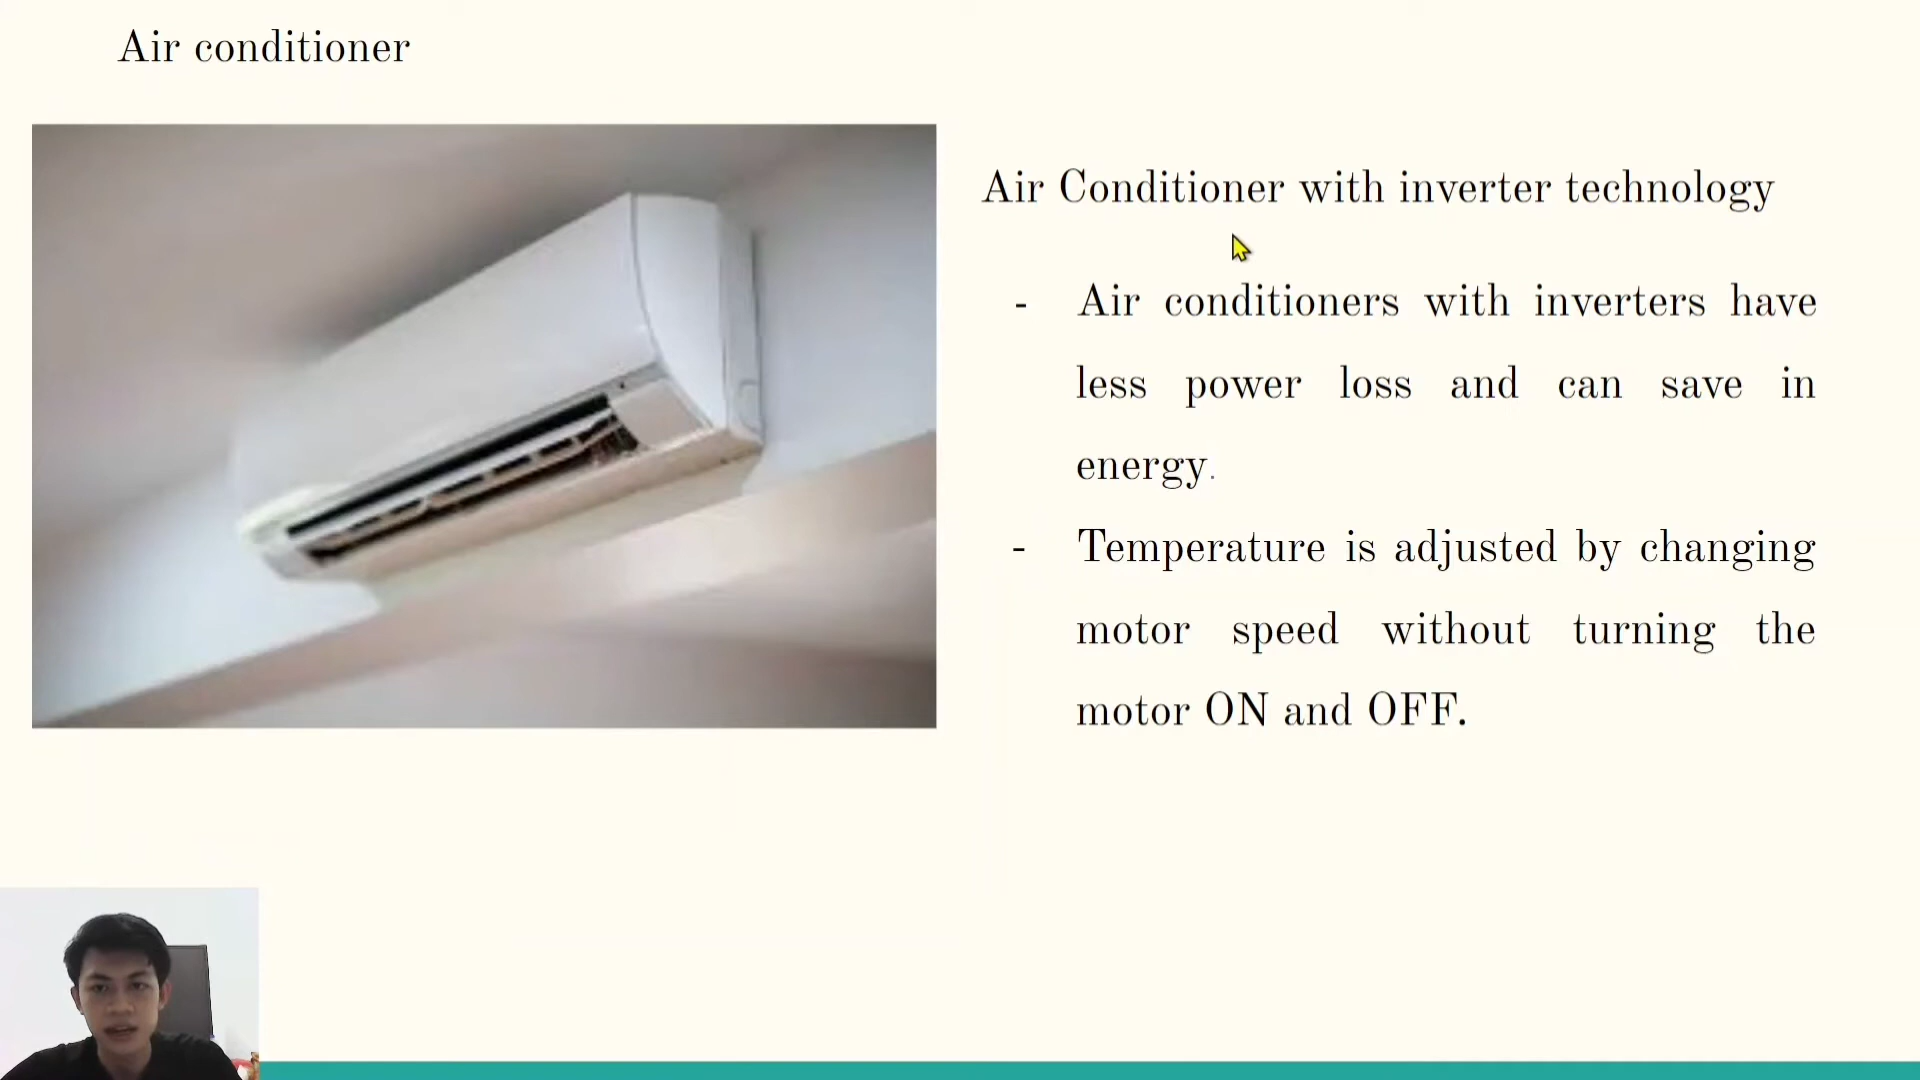 Air conditioner
Air Conditioner with inverter technology
- Air conditioners with inverters have
less power loss and can save in
energy.
- Temperature is adjusted by changing
motor speed without turning the
motor ON and OFF.